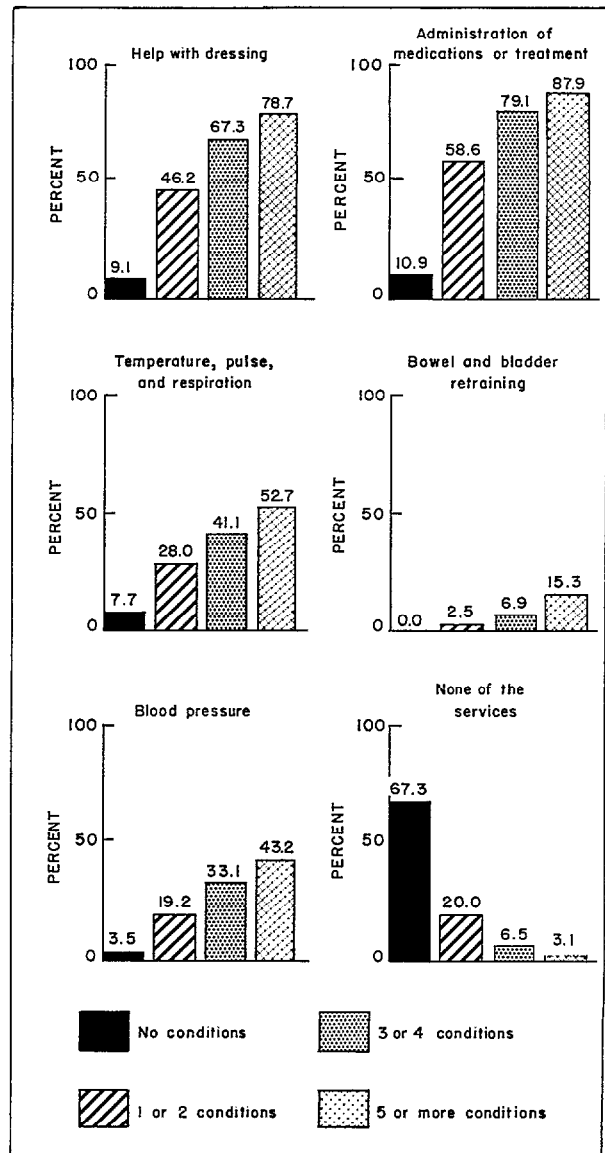 Help with dressing
100
50
0
PERCENT
9.1
46.2
67.3
78.7
Administration of
medications or treatment
100
50
0
PERCENT
10.9
58.6
79.1
87.9
Temperature, pulse,
and respiration
100
50
0
PERCENT
7.7
28.0
41.1
52.7
Bowel and bladder
retraining
100
50
0
PERCENT
0.0
2.5
6.9
15.3
Blood pressure
100
50
0
PERCENT
3.5
19.2
33.1
43.2
None of the
services
100
50
0
PERCENT
67.3
20.0
6.5
3.1
No conditions
3 or 4 conditions
1 or 2 conditions
5 or more conditions